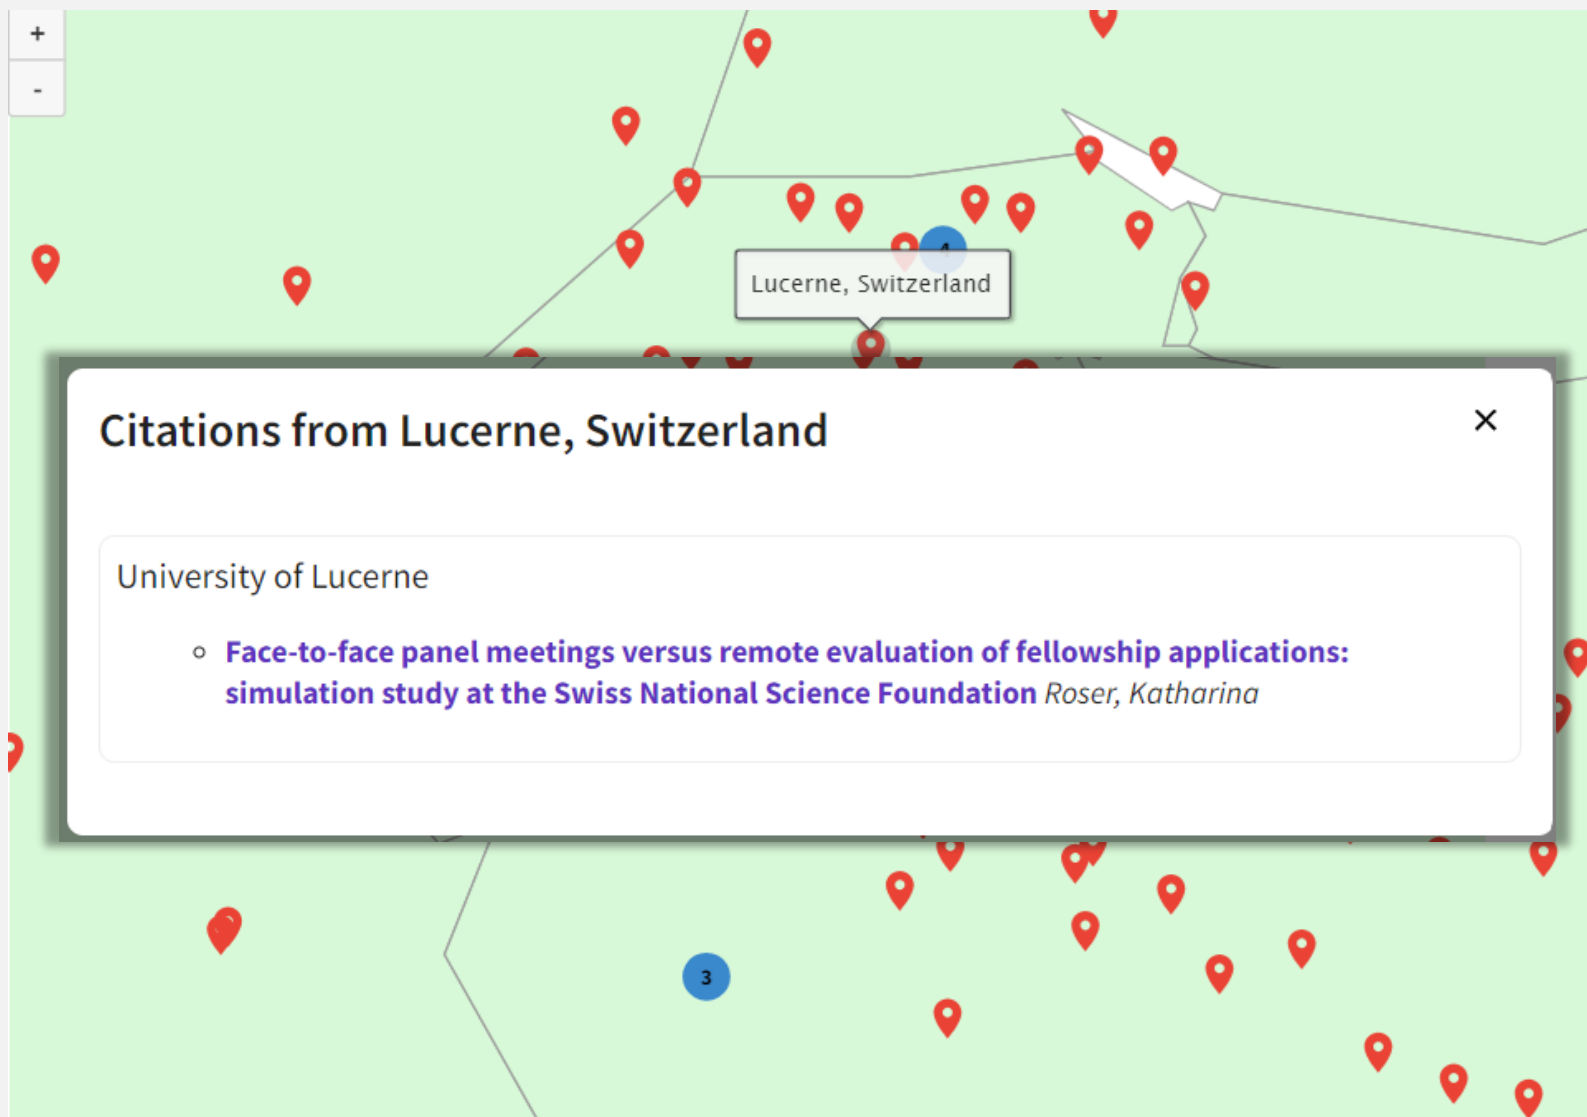 +
-
4
Lucerne, Switzerland
Citations from Lucerne, Switzerland
×
University of Lucerne
Face-to-face panel meetings versus remote evaluation of fellowship applications:
simulation study at the Swiss National Science Foundation Roser, Katharina
3